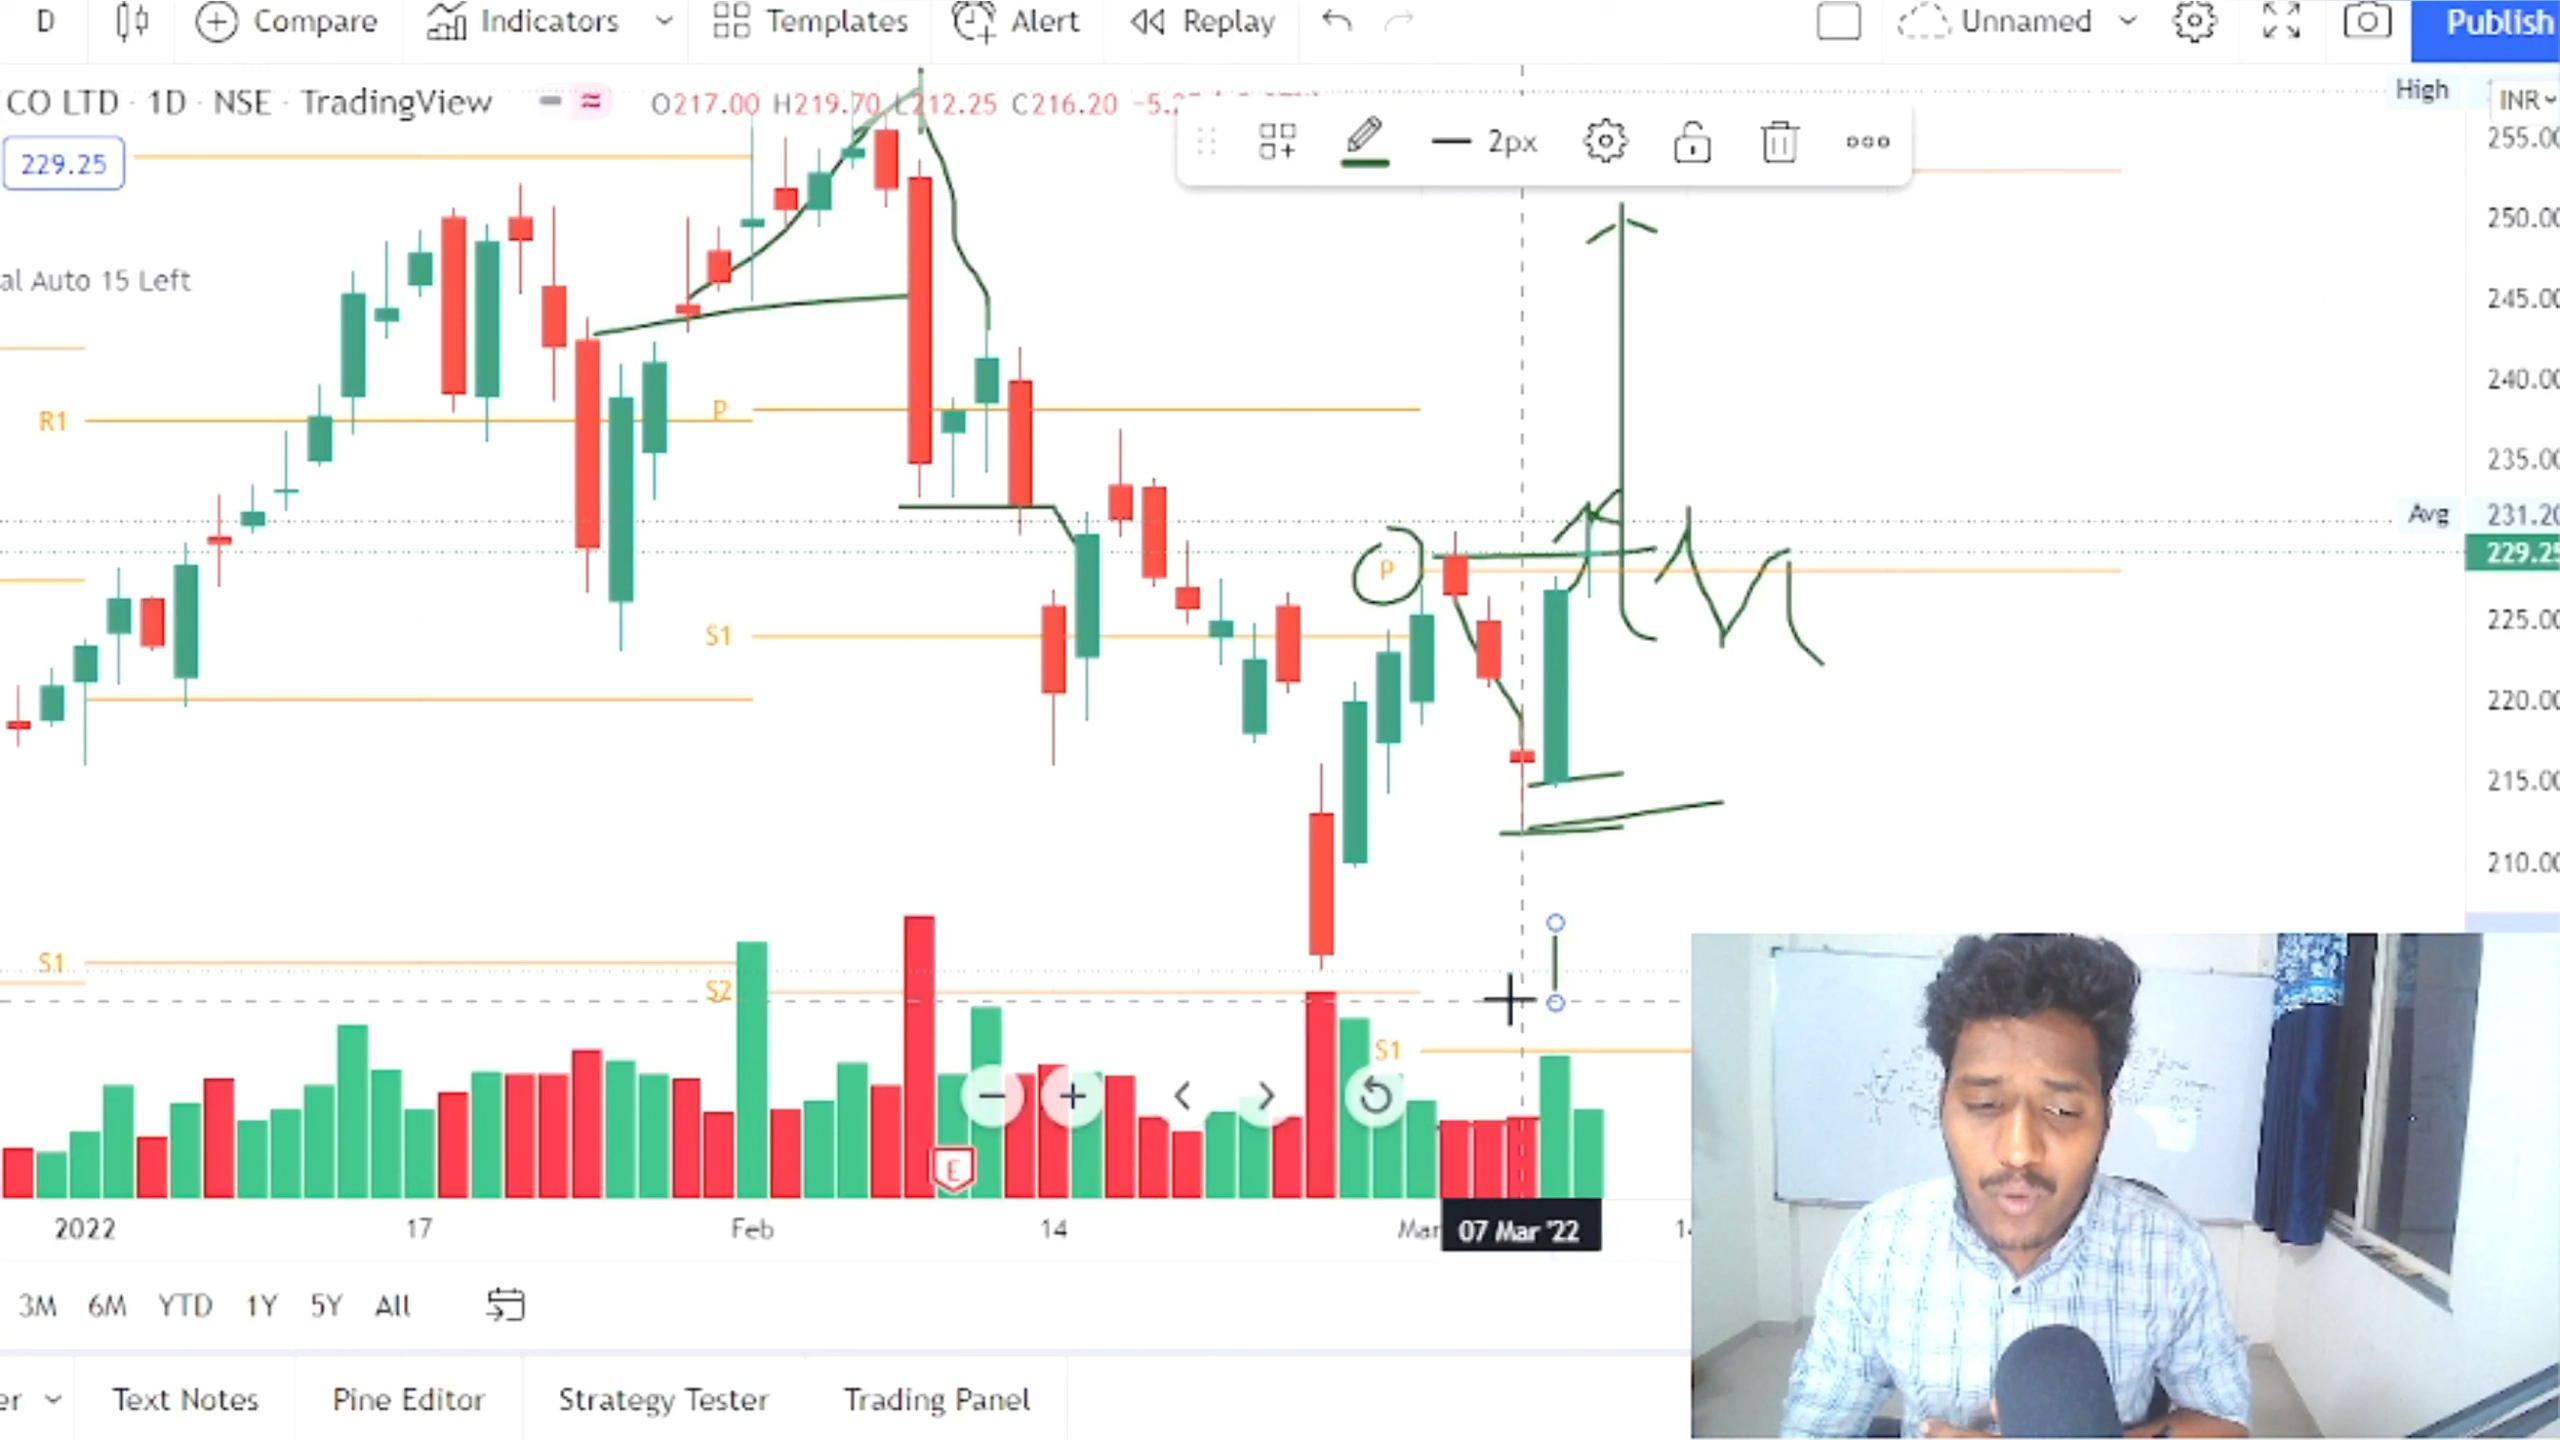 D Compare Indicators Templates Alert Replay Unnamed Publish
CO LTD · 1D · NSE · TradingView O217.00 H219.70 L212.25 C216.20 High INR
229.25
255.00
250.00
al Auto 15 Left
2px
245.00
240.00
R1
P
235.00
Avg 231.20
229.25
P
225.00
S1
220.00
215.00
210.00
S1
S2
S1
E
2022 17 Feb 14 Mar 07 Mar '22
3M 6M YTD 1Y 5Y All
er Text Notes Pine Editor Strategy Tester Trading Panel